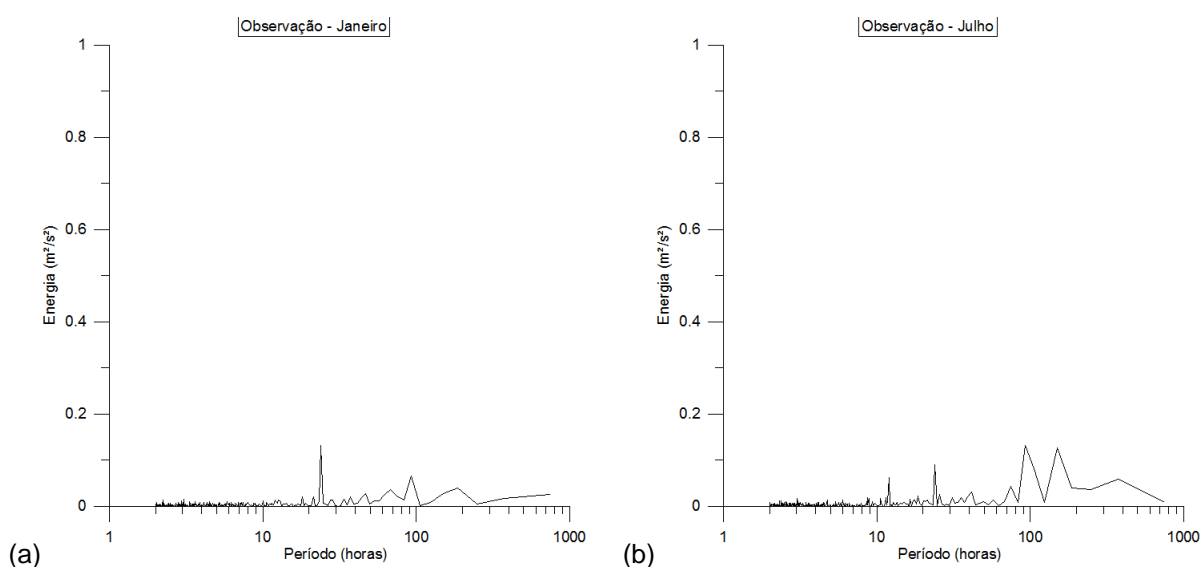 Observação - Janeiro
1
0.8
0.6
0.4
0.2
0
Energia (m²/s²)
1 10 100 1000
Período (horas)
(a)
Observação - Julho
1
0.8
0.6
0.4
0.2
0
Energia (m²/s²)
1 10 100 1000
Período (horas)
(b)